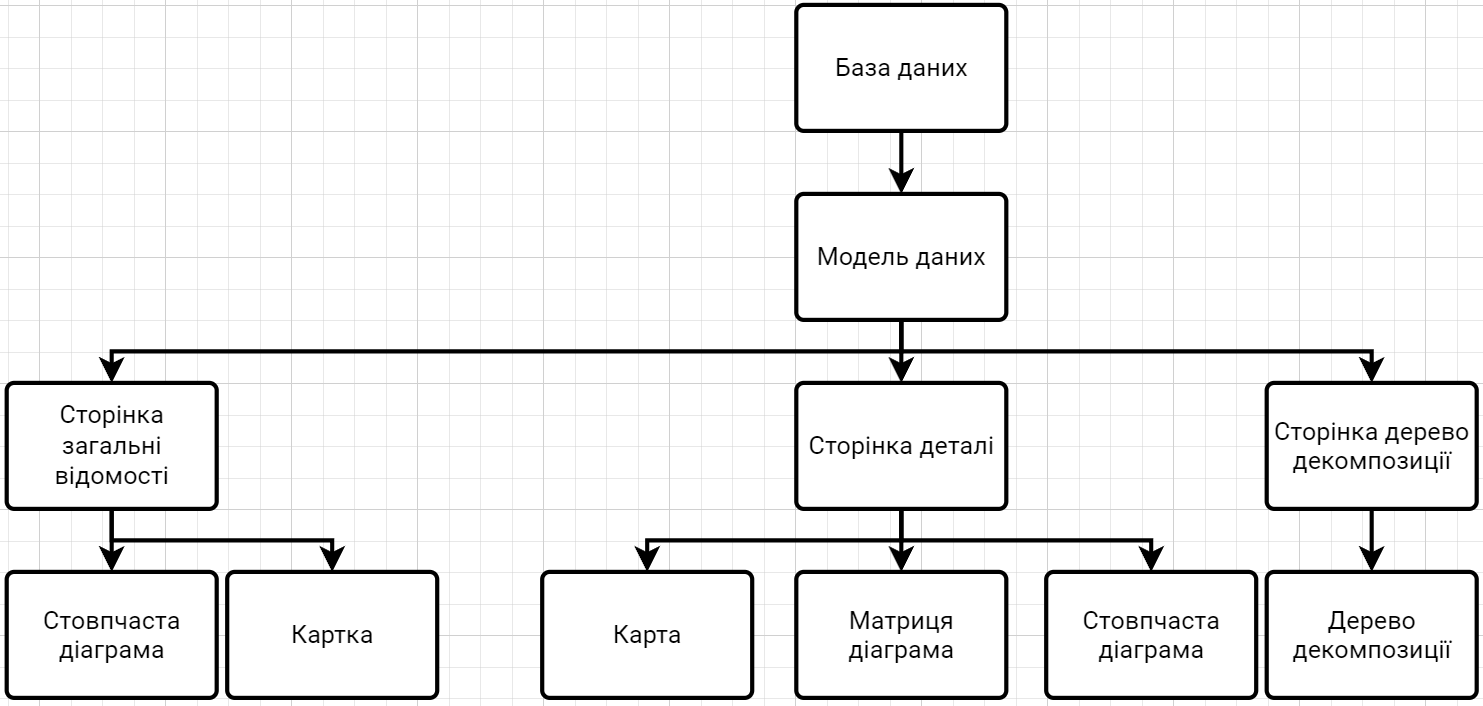 База даних
Модель даних
Сторінка
загальні
відомості
Сторінка деталі
Сторінка дерево
декомпозиції
Стовпчаста
діаграма
Картка
Карта
Матриця
діаграма
Стовпчаста
діаграма
Дерево
декомпозиції